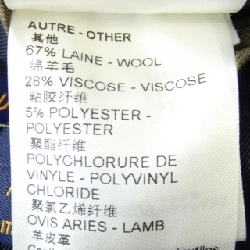 AUTRE - OTHER
其他
67% LAINE - WOOL
绵羊毛
28% VISCOSE - VISCOSE
粘胶纤维
5% POLYESTER -
POLYESTER
聚酯纤维
POLYCHLORURE DE
VINYLE - POLYVINYL
CHLORIDE
聚氯乙烯纤维
OVIS ARIES - LAMB
羊皮革